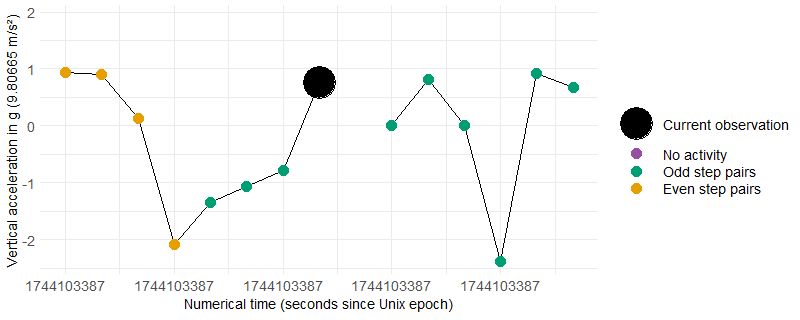 Vertical acceleration in g (9.80665 m/s²)
2
1
0
-1
-2
1744103387 1744103387 1744103387 1744103387 1744103387
Numerical time (seconds since Unix epoch)
Current observation
No activity
Odd step pairs
Even step pairs